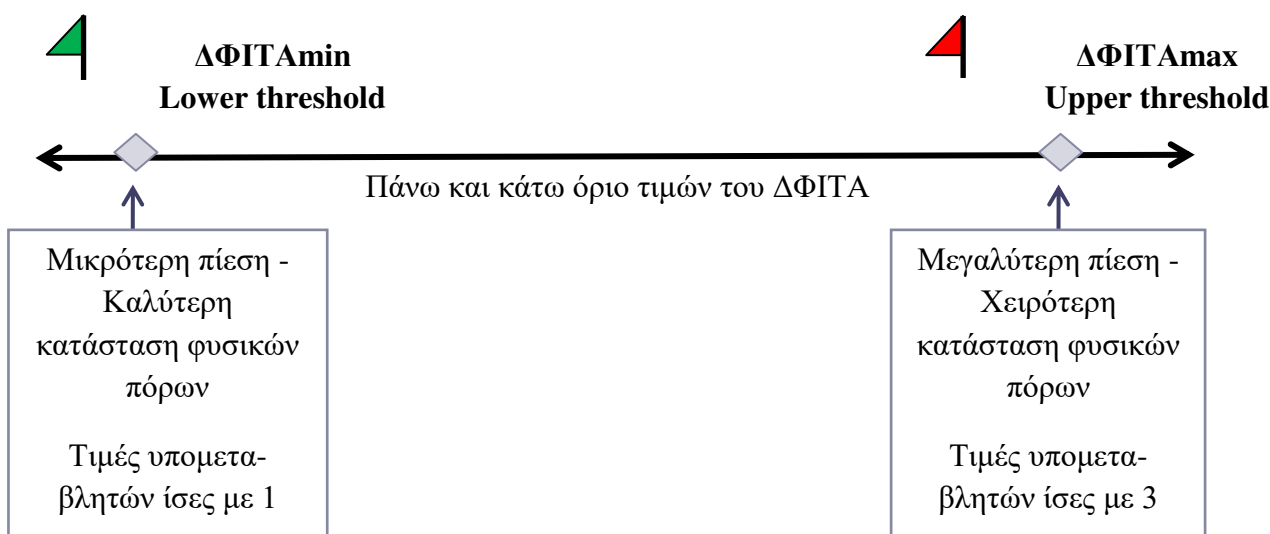 ΔΦΙΤΑmin
Lower threshold
ΔΦΙΤΑmax
Upper threshold
Πάνω και κάτω όριο τιμών του ΔΦΙΤΑ
Μικρότερη πίεση -
Καλύτερη
κατάσταση φυσικών
πόρων
Τιμές υπομετα-
βλητών ίσες με 1
Μεγαλύτερη πίεση -
Χειρότερη
κατάσταση φυσικών
πόρων
Τιμές υπομετα-
βλητών ίσες με 3